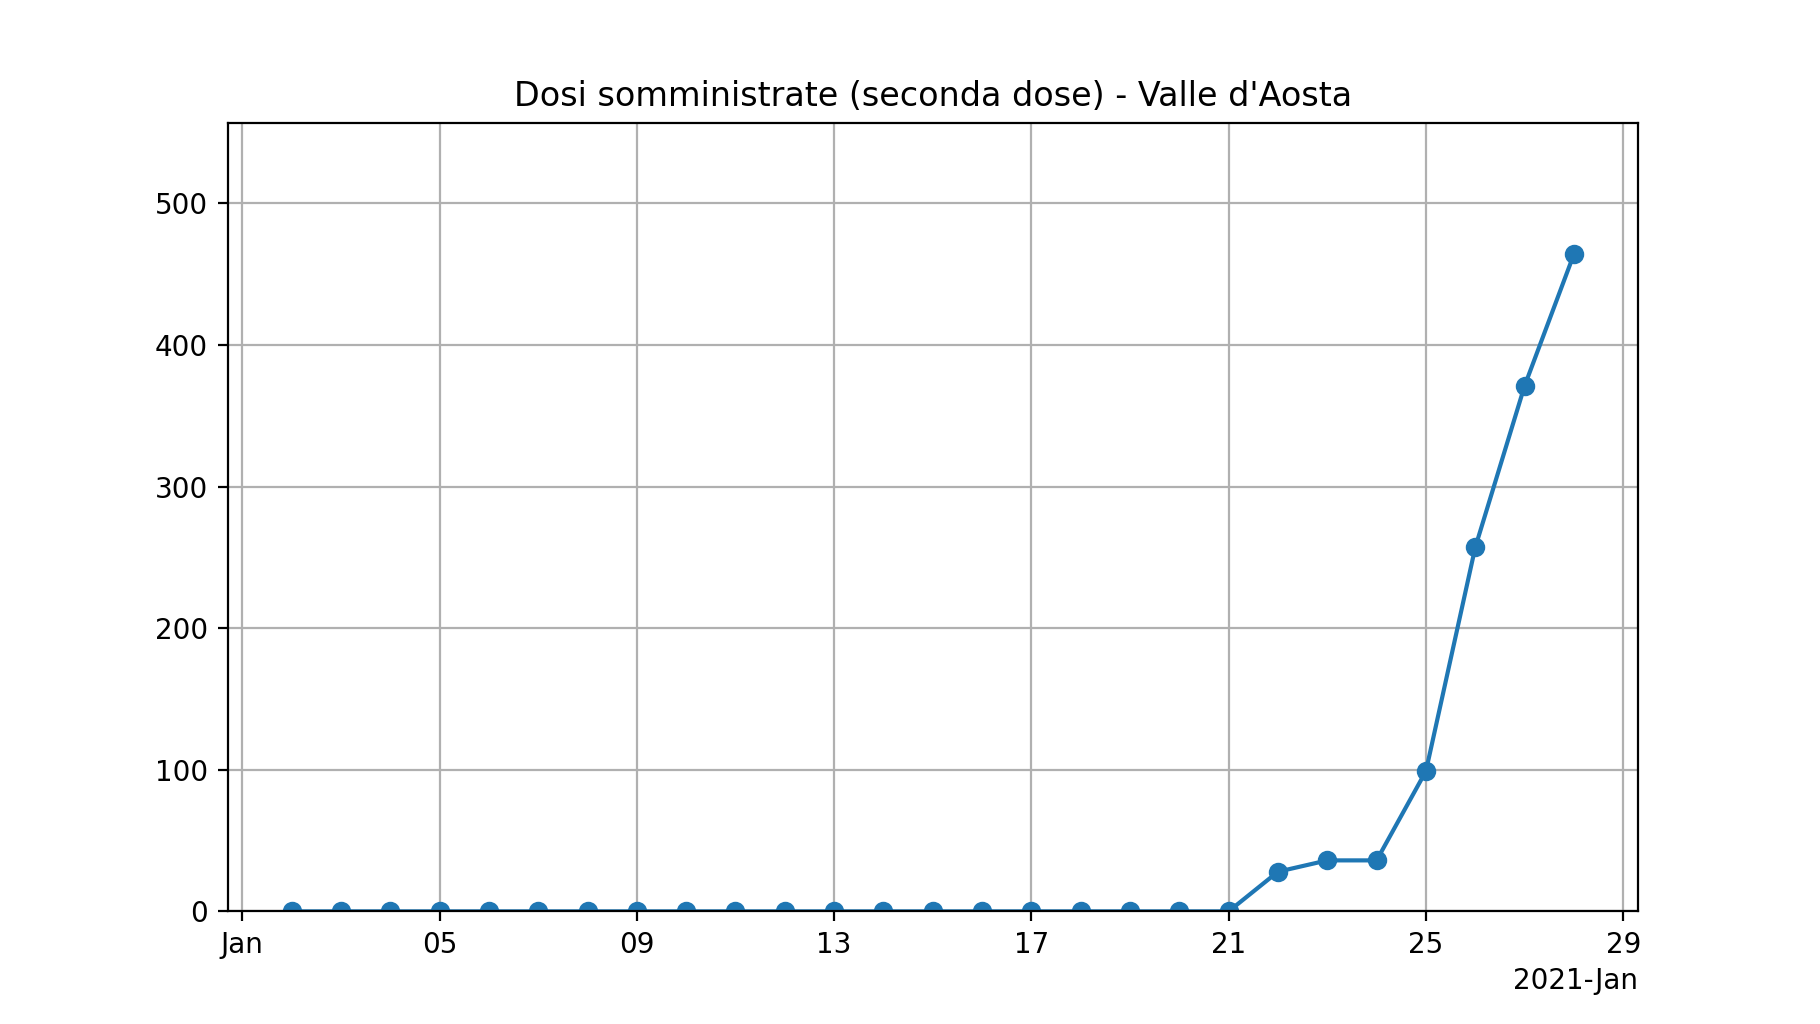 Dosi somministrate (seconda dose) - Valle d'Aosta
500
400
300
200
100
0
Jan 05 09 13 17 21 25 29
2021-Jan